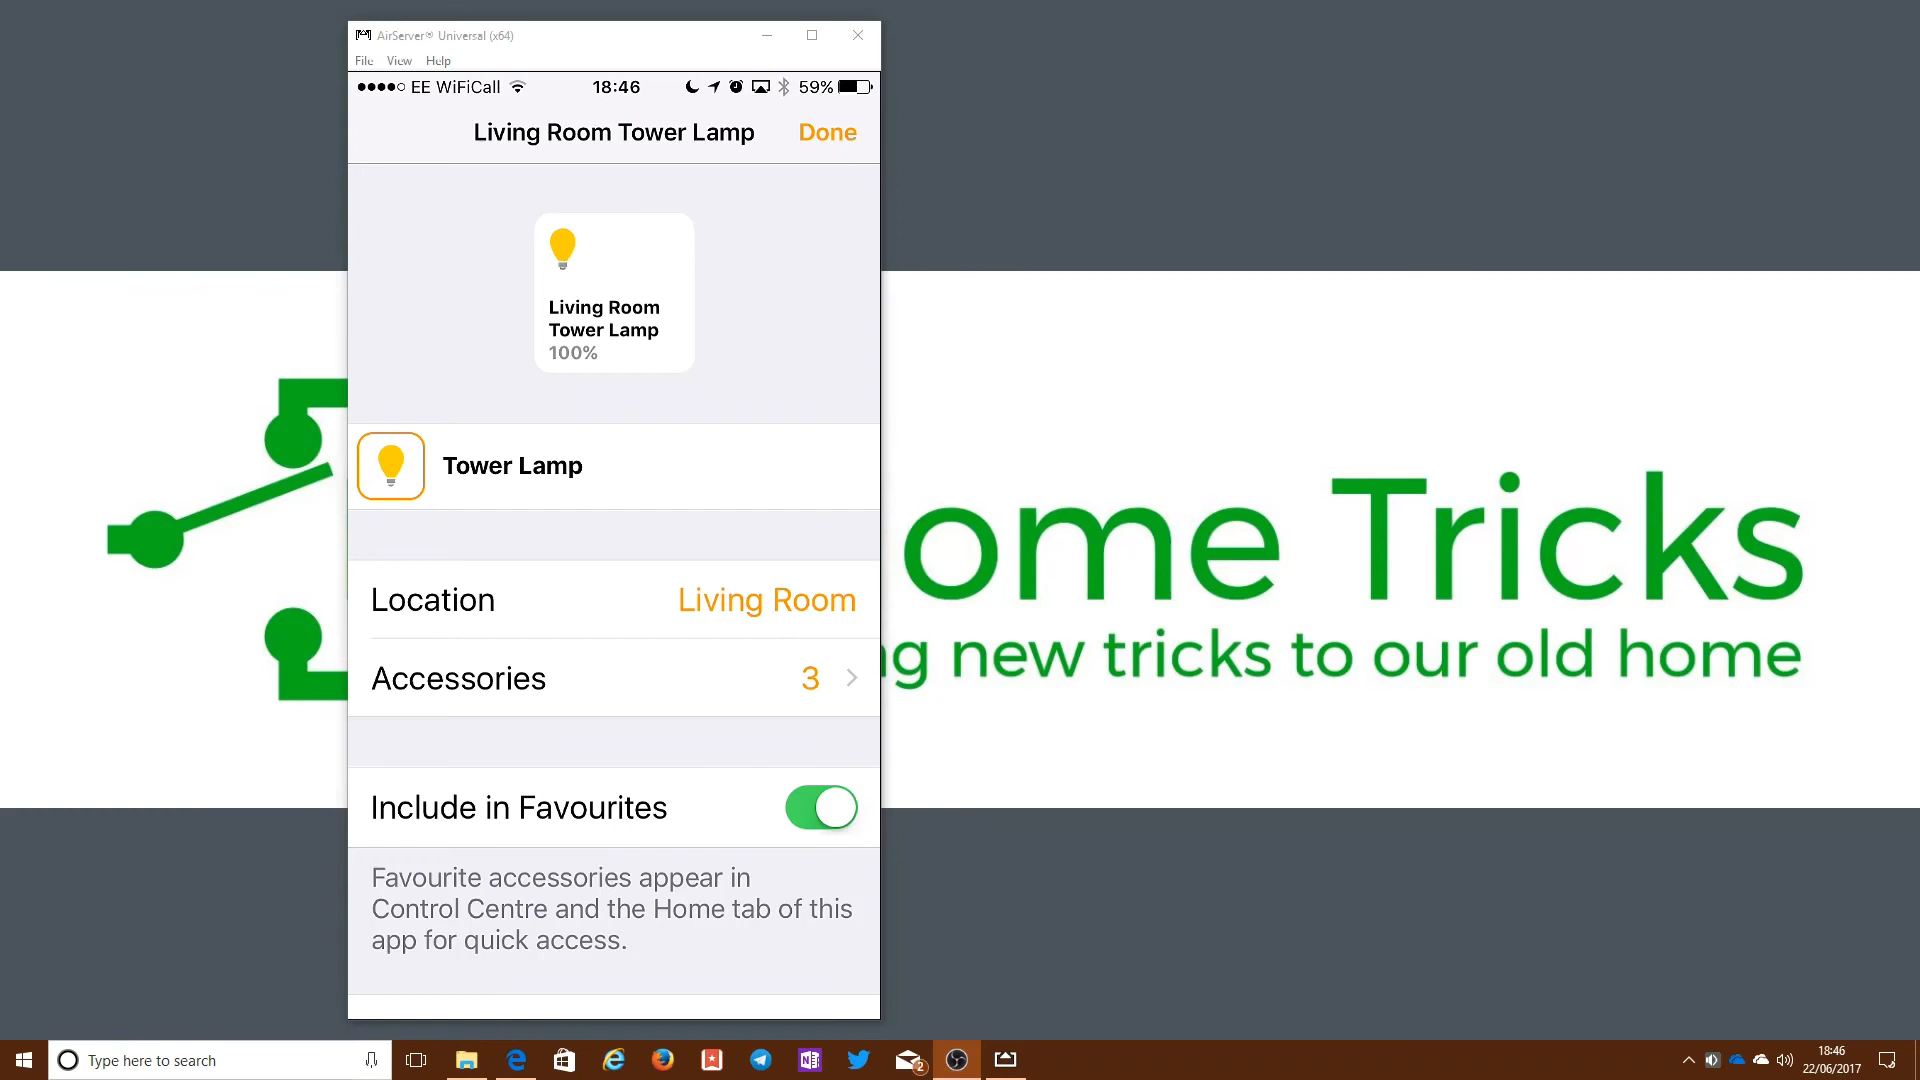 AirServer® Universal (x64)
File View Help
EE WiFiCall 18:46 59%
Living Room Tower Lamp Done
Living Room
Tower Lamp
100%
Tower Lamp
Location Living Room
Accessories 3
Include in Favourites
Favourite accessories appear in
Control Centre and the Home tab of this
app for quick access.
ome Tricks
ng new tricks to our old home
Type here to search
N
2
18:46
22/06/2017